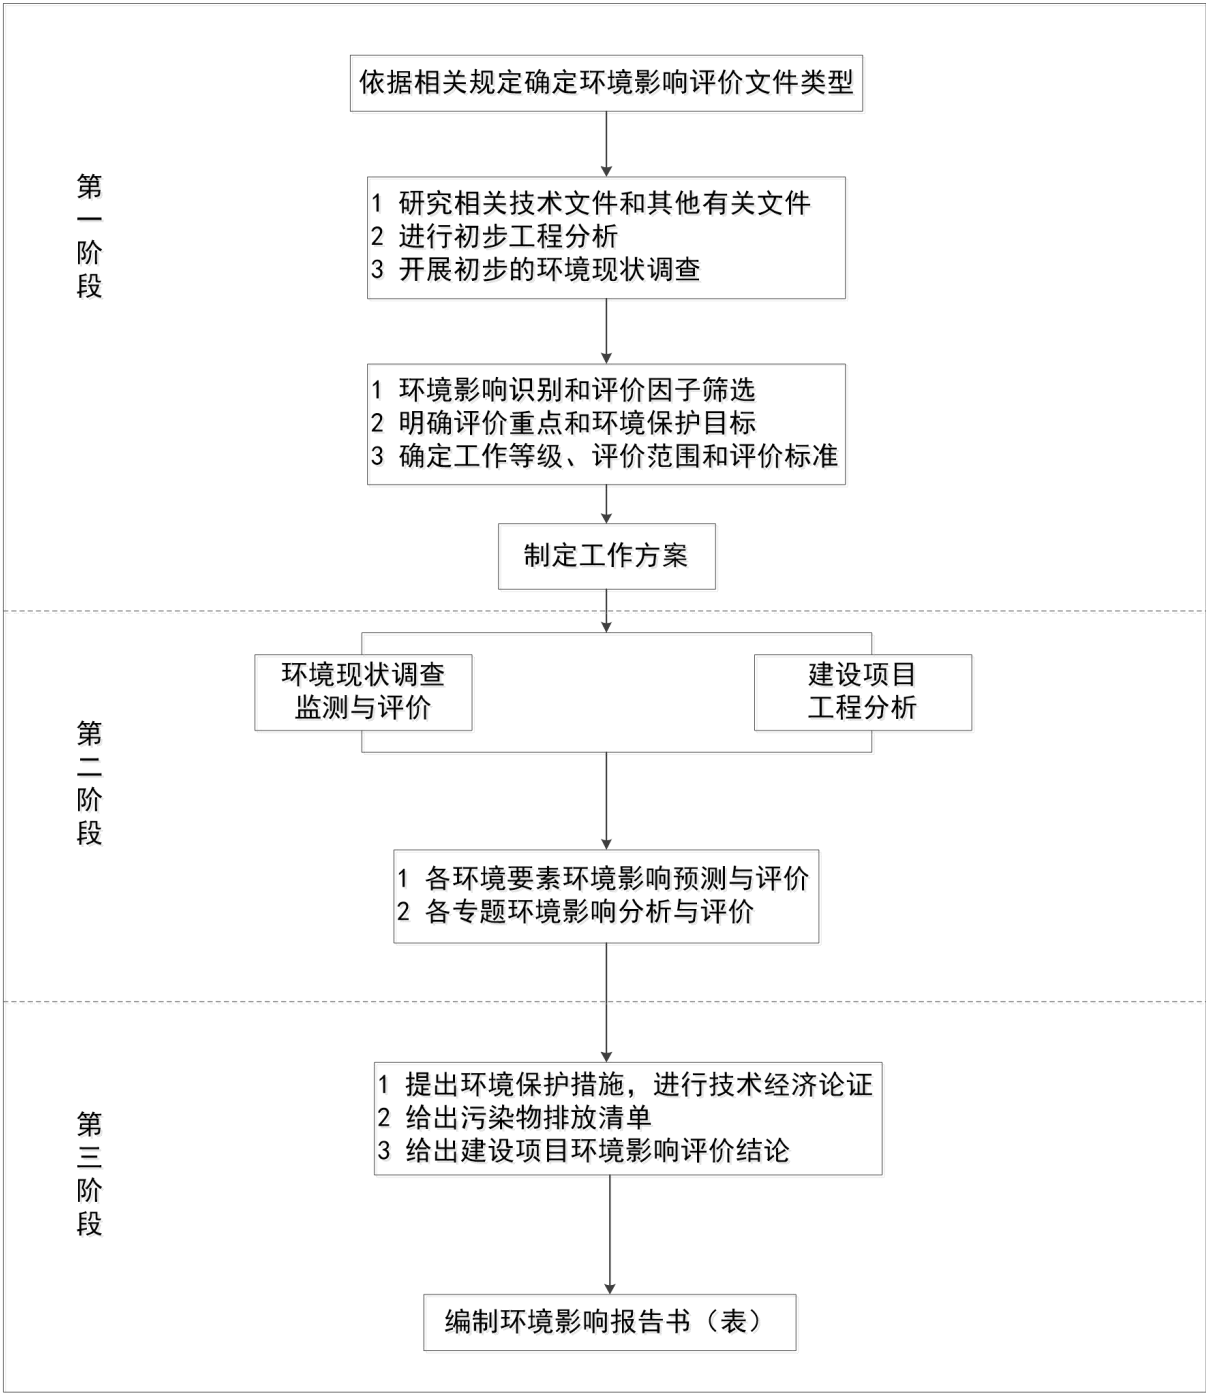 依据相关规定确定环境影响评价文件类型
第一阶段
1 研究相关技术文件和其他有关文件
2 进行初步工程分析
3 开展初步的环境现状调查
1 环境影响识别和评价因子筛选
2 明确评价重点和环境保护目标
3 确定工作等级、评价范围和评价标准
制定工作方案
第二阶段
环境现状调查
监测与评价
建设项目
工程分析
1 各环境要素环境影响预测与评价
2 各专题环境影响分析与评价
第三阶段
1 提出环境保护措施，进行技术经济论证
2 给出污染物排放清单
3 给出建设项目环境影响评价结论
编制环境影响报告书（表）